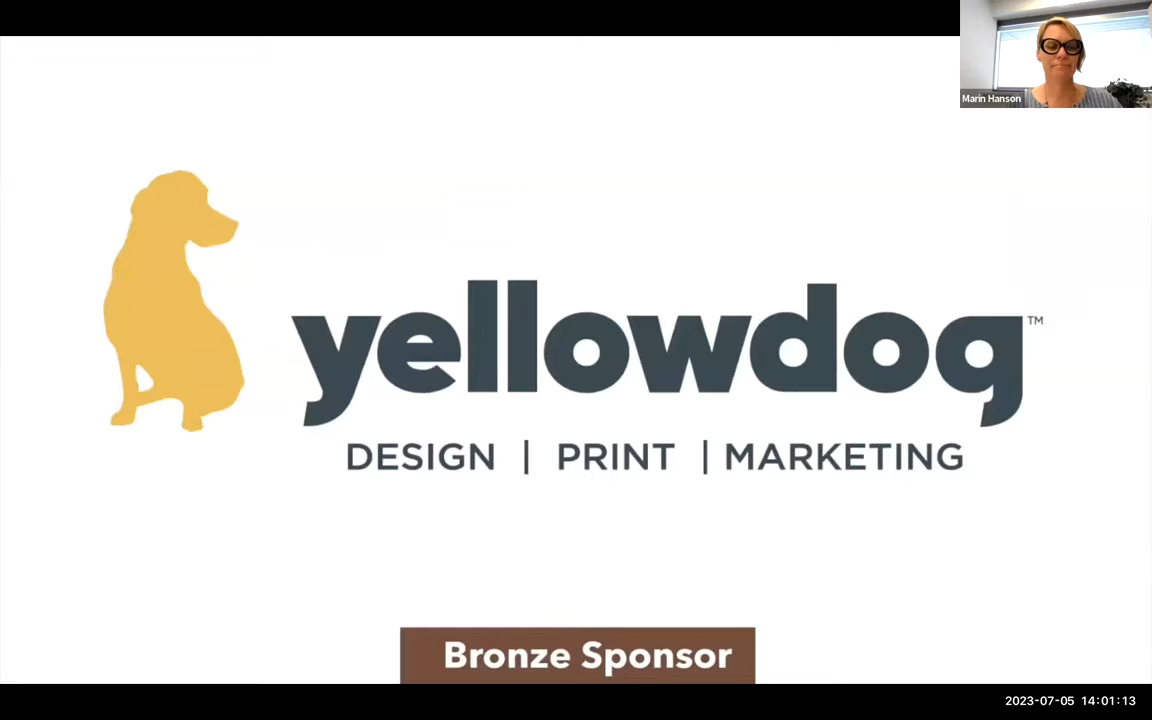 Marin Hanson
yellowdog™
DESIGN | PRINT | MARKETING
Bronze Sponsor
2023-07-05 14:01:13